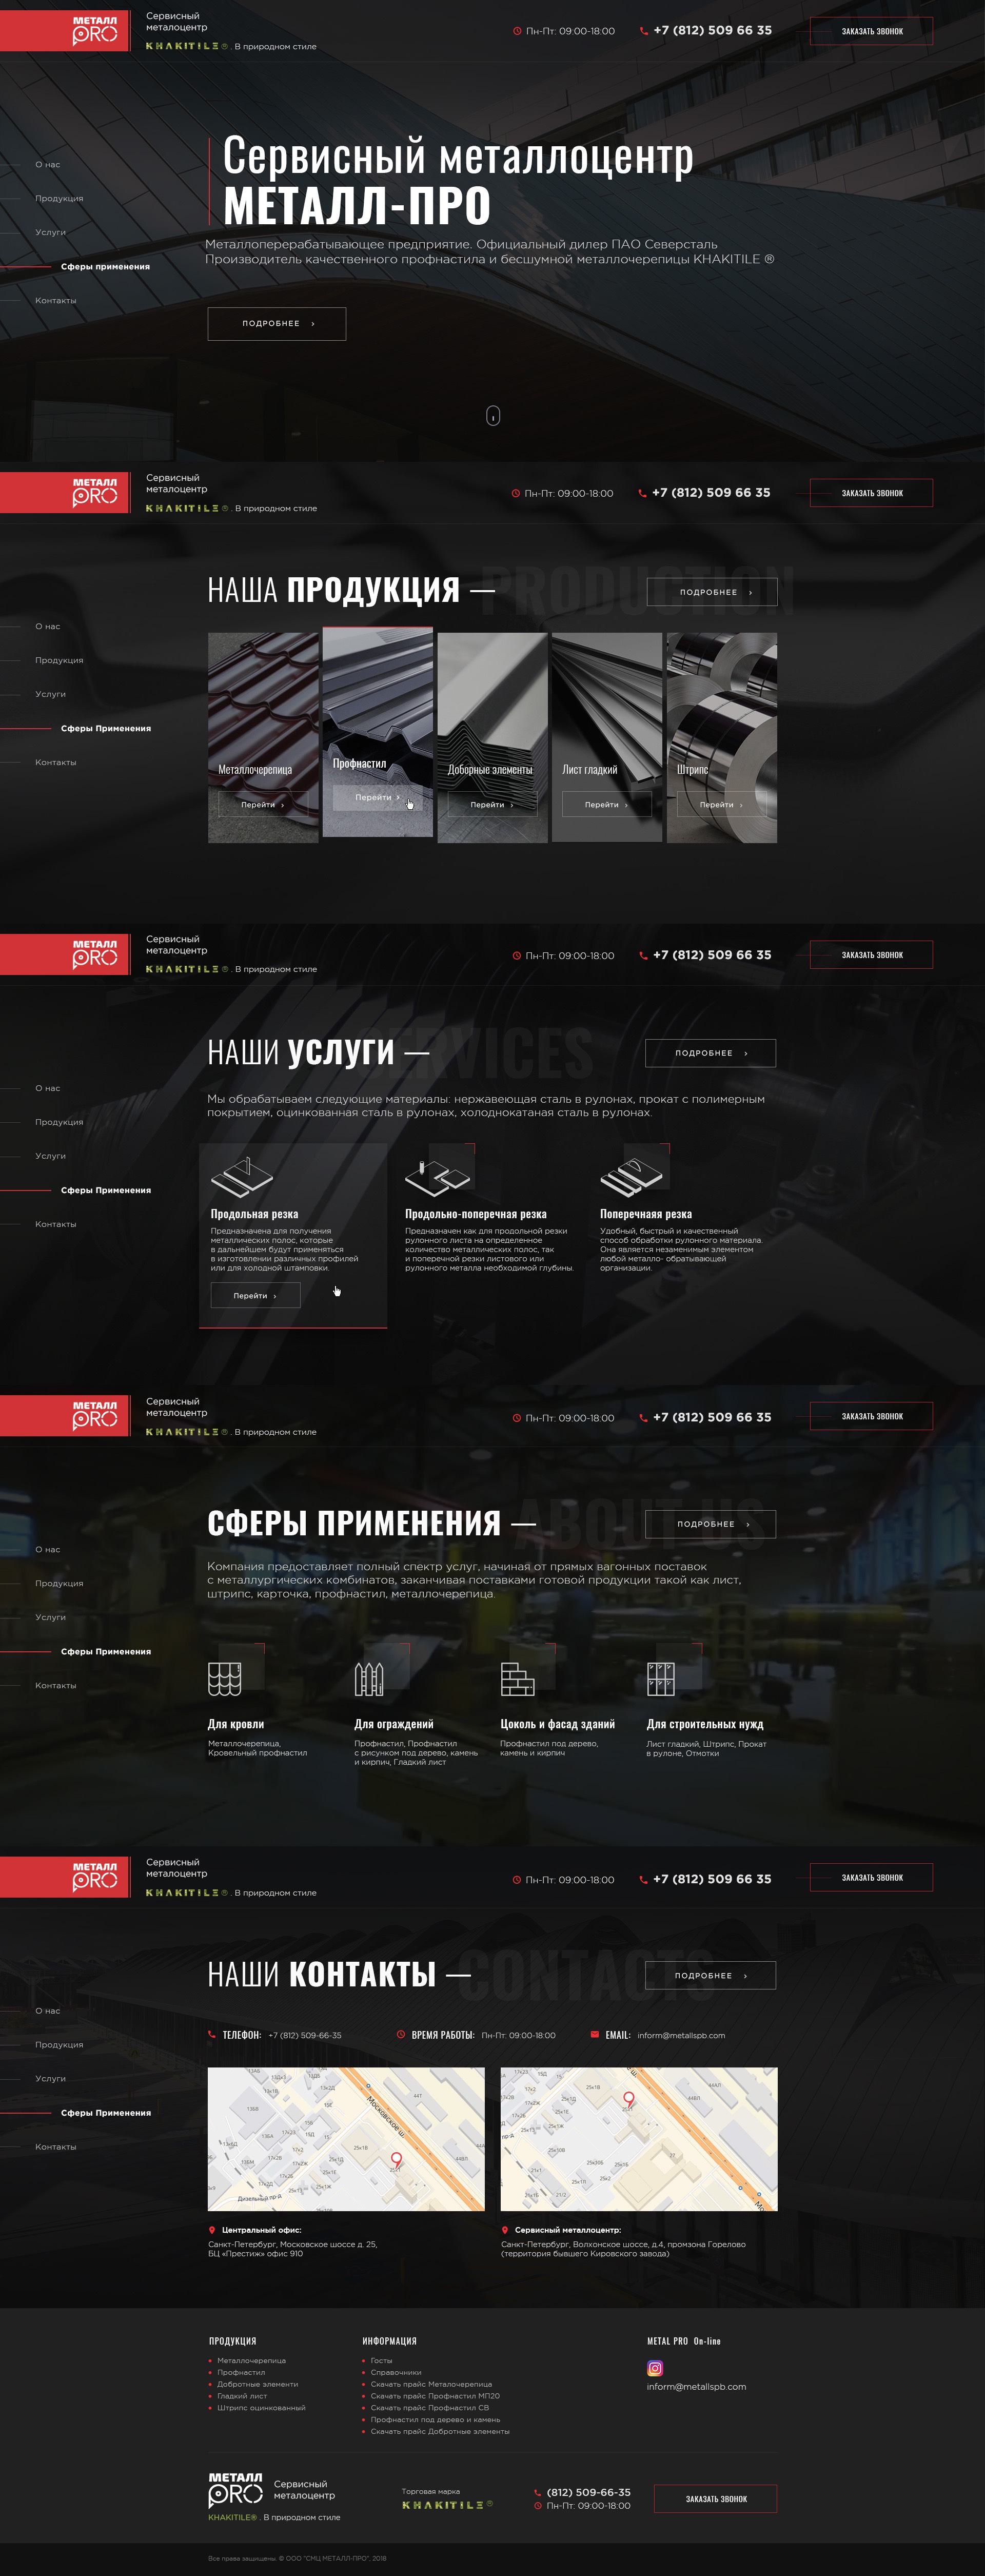 МЕТАЛЛ
PRO
Сервисный
металоцентр
KHAKITILE ® . В природном стиле
Пн-Пт: 09:00-18:00
+7 (812) 509 66 35
ЗАКАЗАТЬ ЗВОНОК
О нас
Продукция
Услуги
Сферы применения
Контакты
Сервисный металлоцентр
МЕТАЛЛ-ПРО
Металлоперерабатывающее предприятие. Официальный дилер ПАО Северсталь
Производитель качественного профнастила и бесшумной металлочерепицы KHAKITILE ®
ПОДРОБНЕЕ
МЕТАЛЛ
PRO
Сервисный
металоцентр
KHAKITILE ® . В природном стиле
Пн-Пт: 09:00-18:00
+7 (812) 509 66 35
ЗАКАЗАТЬ ЗВОНОК
О нас
Продукция
Услуги
Сферы Применения
Контакты
PRODUCTION
НАША ПРОДУКЦИЯ —
ПОДРОБНЕЕ
Металлочерепица
Перейти
Профнастил
Перейти
Доборные элементы
Перейти
Лист гладкий
Перейти
Штрипс
Перейти
МЕТАЛЛ
PRO
Сервисный
металоцентр
KHAKITILE ® . В природном стиле
Пн-Пт: 09:00-18:00
+7 (812) 509 66 35
ЗАКАЗАТЬ ЗВОНОК
О нас
Продукция
Услуги
Сферы Применения
Контакты
SERVICES
НАШИ УСЛУГИ —
ПОДРОБНЕЕ
Мы обрабатываем следующие материалы: нержавеющая сталь в рулонах, прокат с полимерным
покрытием, оцинкованная сталь в рулонах, холоднокатаная сталь в рулонах.
Продольная резка
Предназначена для получения
металлических полос, которые
в дальнейшем будут применяться
в изготовлении различных профилей
или для холодной штамповки.
Перейти
Продольно-поперечная резка
Предназначен как для продольной резки
рулонного листа на определенное
количество металлических полос, так
и поперечной резки листового или
рулонного металла необходимой глубины.
Поперечнаяя резка
Удобный, быстрый и качественный
способ обработки рулонного материала.
Она является незаменимым элементом
любой металло- обратывающей
организации.
МЕТАЛЛ
PRO
Сервисный
металоцентр
KHAKITILE ® . В природном стиле
Пн-Пт: 09:00-18:00
+7 (812) 509 66 35
ЗАКАЗАТЬ ЗВОНОК
О нас
Продукция
Услуги
Сферы Применения
Контакты
СФЕРЫ ПРИМЕНЕНИЯ —
ПОДРОБНЕЕ
Компания предоставляет полный спектр услуг, начиная от прямых вагонных поставок
с металлургических комбинатов, заканчивая поставками готовой продукции такой как лист,
штрипс, карточка, профнастил, металлочерепица.
Для кровли
Металлочерепица,
Кровельный профнастил
Для ограждений
Профнастил, Профнастил
с рисунком под дерево, камень
и кирпич, Гладкий лист
Цоколь и фасад зданий
Профнастил под дерево,
камень и кирпич
Для строительных нужд
Лист гладкий, Штрипс, Прокат
в рулоне, Отмотки
МЕТАЛЛ
PRO
Сервисный
металоцентр
KHAKITILE ® . В природном стиле
Пн-Пт: 09:00-18:00
+7 (812) 509 66 35
ЗАКАЗАТЬ ЗВОНОК
О нас
Продукция
Услуги
Сферы Применения
Контакты
CONTACTS
НАШИ КОНТАКТЫ —
ПОДРОБНЕЕ
ТЕЛЕФОН: +7 (812) 509-66-35
ВРЕМЯ РАБОТЫ: Пн-Пт: 09:00-18:00
EMAIL: inform@metallspb.com
Московское ш.
Дизельный пр-д
Центральный офис:
Санкт-Петербург, Московское шоссе д. 25,
БЦ «Престиж» офис 910
Сервисный металлоцентр:
Санкт-Петербург, Волхонское шоссе, д.4, промзона Горелово
(территория бывшего Кировского завода)
ПРОДУКЦИЯ
Металлочерепица
Профнастил
Добротные элементи
Гладкий лист
Штрипс оцинкованный
ИНФОРМАЦИЯ
Госты
Справочники
Скачать прайс Металочерепица
Скачать прайс Профнастил МП20
Скачать прайс Профнастил СВ
Профнастил под дерево и камень
Скачать прайс Добротные элементы
METAL PRO On-line
inform@metallspb.com
МЕТАЛЛ
PRO
Сервисный
металоцентр
KHAKITILE® . В природном стиле
Торговая марка
KHAKITILE ®
(812) 509-66-35
Пн-Пт: 09:00-18:00
ЗАКАЗАТЬ ЗВОНОК
Все права защищены. © ООО "СМЦ МЕТАЛЛ-ПРО", 2018